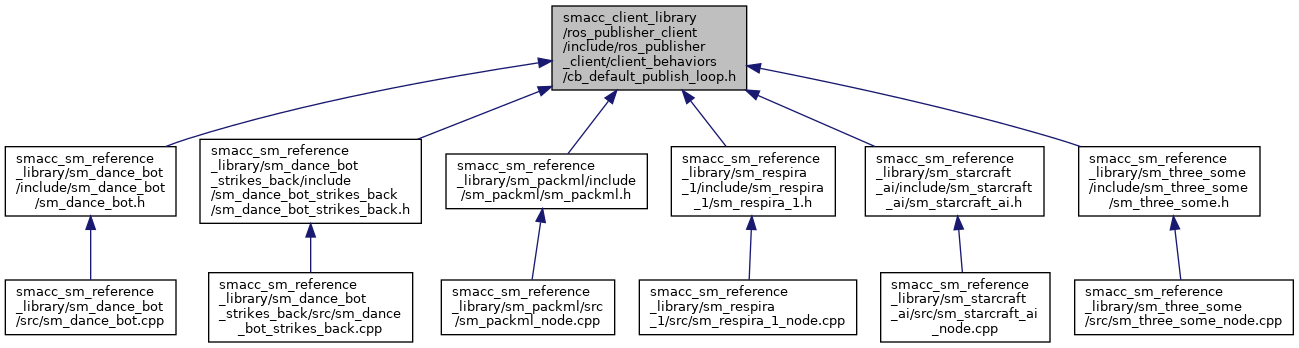 smacc_client_library
/ros_publisher_client
/include/ros_publisher
_client/client_behaviors
/cb_default_publish_loop.h
smacc_sm_reference
_library/sm_dance_bot
/include/sm_dance_bot
/sm_dance_bot.h
smacc_sm_reference
_library/sm_dance_bot
_strikes_back/include
/sm_dance_bot_strikes_back
/sm_dance_bot_strikes_back.h
smacc_sm_reference
_library/sm_packml/include
/sm_packml/sm_packml.h
smacc_sm_reference
_library/sm_respira
_1/include/sm_respira
_1/sm_respira_1.h
smacc_sm_reference
_library/sm_starcraft
_ai/include/sm_starcraft
_ai/sm_starcraft_ai.h
smacc_sm_reference
_library/sm_three_some
/include/sm_three_some
/sm_three_some.h
smacc_sm_reference
_library/sm_dance_bot
/src/sm_dance_bot.cpp
smacc_sm_reference
_library/sm_dance_bot
_strikes_back/src/sm_dance
_bot_strikes_back.cpp
smacc_sm_reference
_library/sm_packml/src
/sm_packml_node.cpp
smacc_sm_reference
_library/sm_respira
_1/src/sm_respira_1_node.cpp
smacc_sm_reference
_library/sm_starcraft
_ai/src/sm_starcraft_ai
_node.cpp
smacc_sm_reference
_library/sm_three_some
/src/sm_three_some_node.cpp